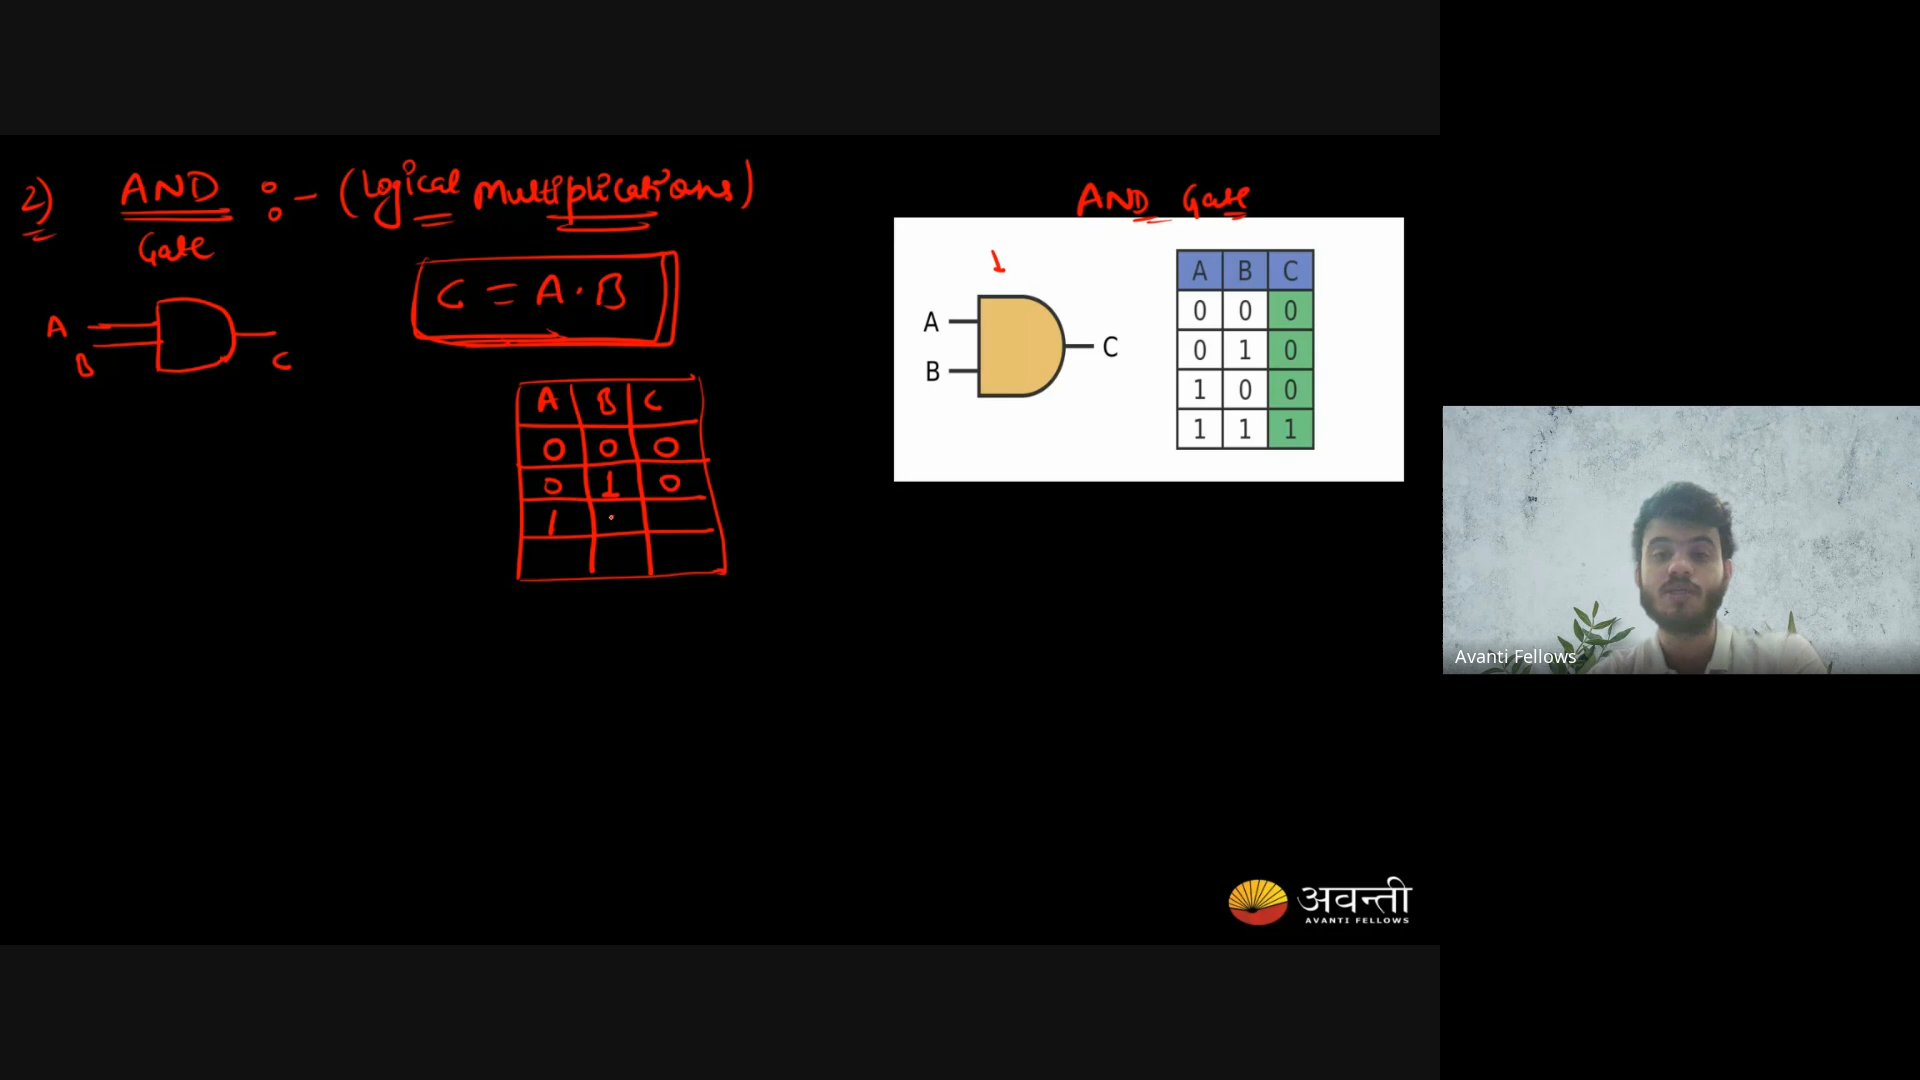 2) AND :- (Logical Multiplications)
Gate
C = A . B
A
B
C
A B C
0 0 0
0 1 0
1
AND Gate
A
B
C
A B C
0 0 0
0 1 0
1 0 0
1 1 1
Avanti Fellows
अवन्ती
AVANTI FELLOWS